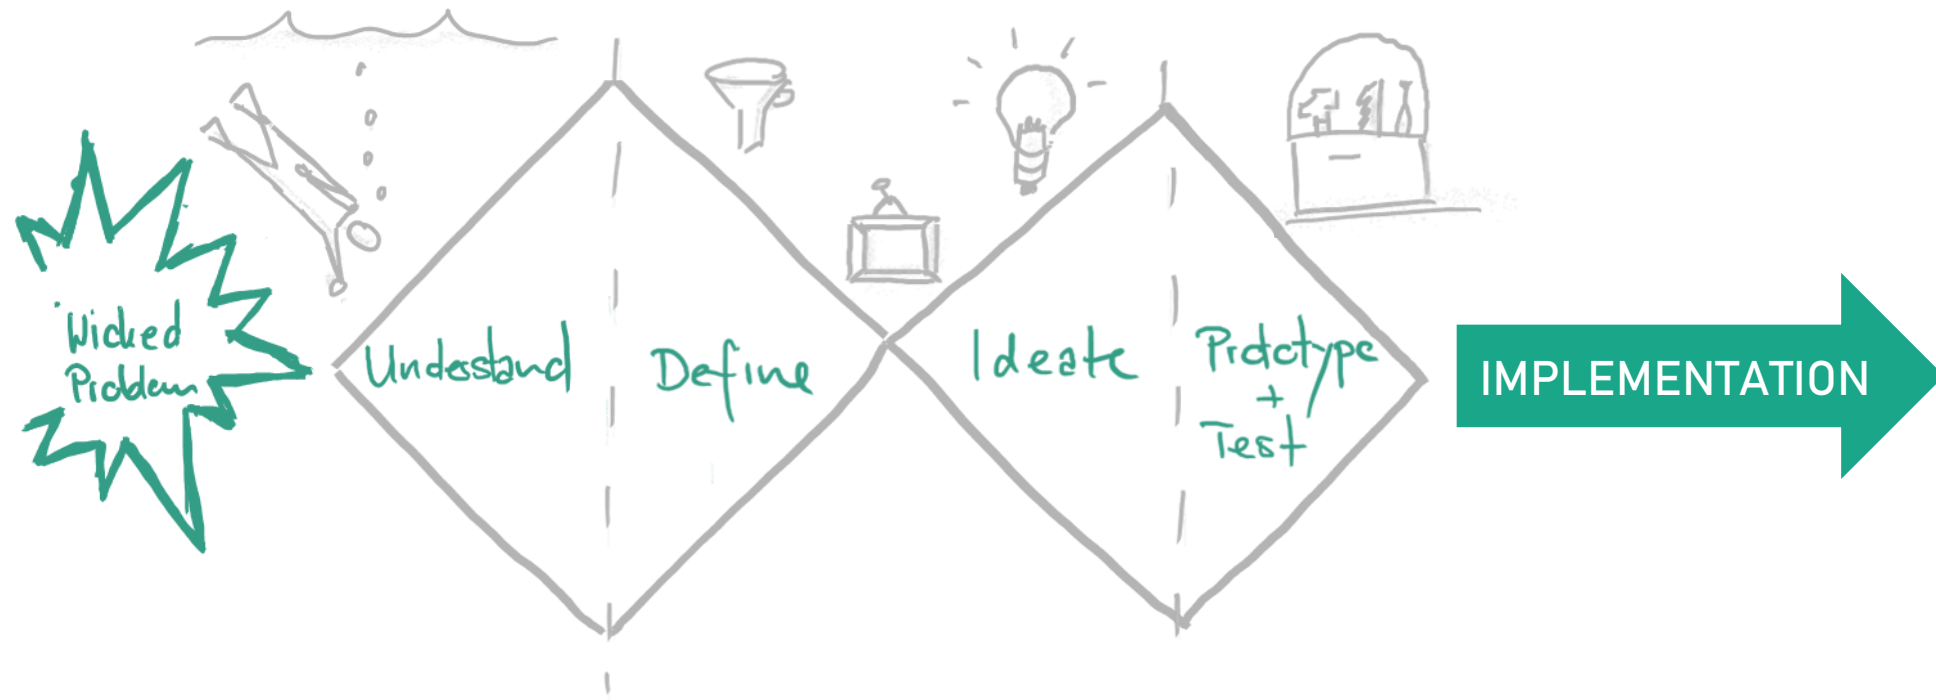 Wicked
Problem
Understand
Define
Ideate
Prototype
+
Test
IMPLEMENTATION